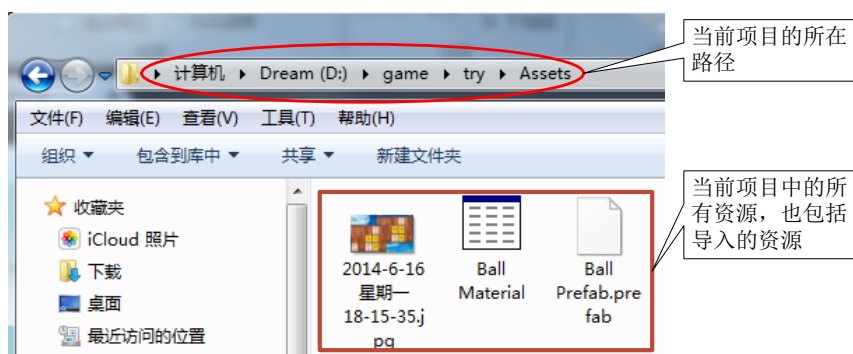 当前项目的所在
路径
计算机 ▸ Dream (D:) ▸ game ▸ try ▸ Assets
文件(F) 编辑(E) 查看(V) 工具(T) 帮助(H)
组织 ▼ 包含到库中 ▼ 共享 ▼ 新建文件夹
收藏夹
iCloud 照片
下载
桌面
最近访问的位置
2014-6-16
星期一
18-15-35.j
pg
Ball
Material
Ball
Prefab.pre
fab
当前项目中的所
有资源，也包括
导入的资源